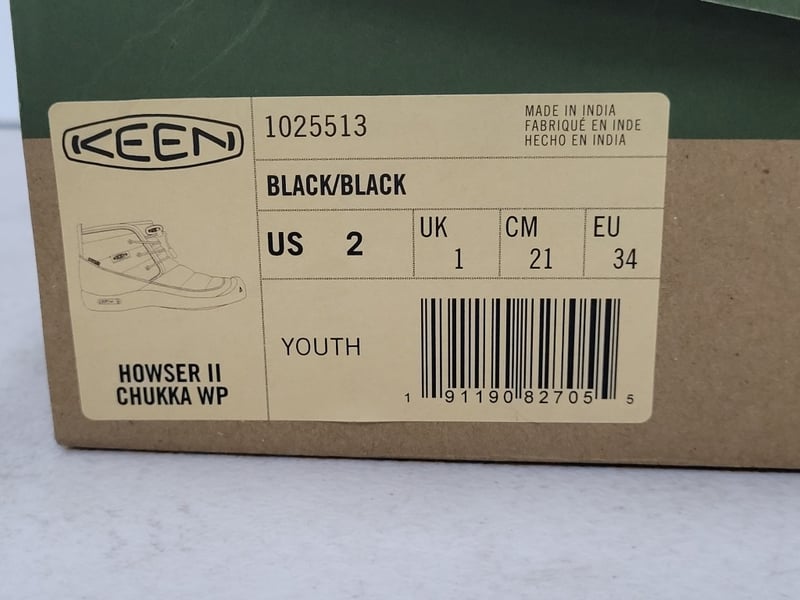 KEEN
1025513
MADE IN INDIA
FABRIQUÉ EN INDE
HECHO EN INDIA
BLACK/BLACK
US 2
UK 1
CM 21
EU 34
KEEN
YOUTH
HOWSER II
CHUKKA WP
1 91190 82705 5